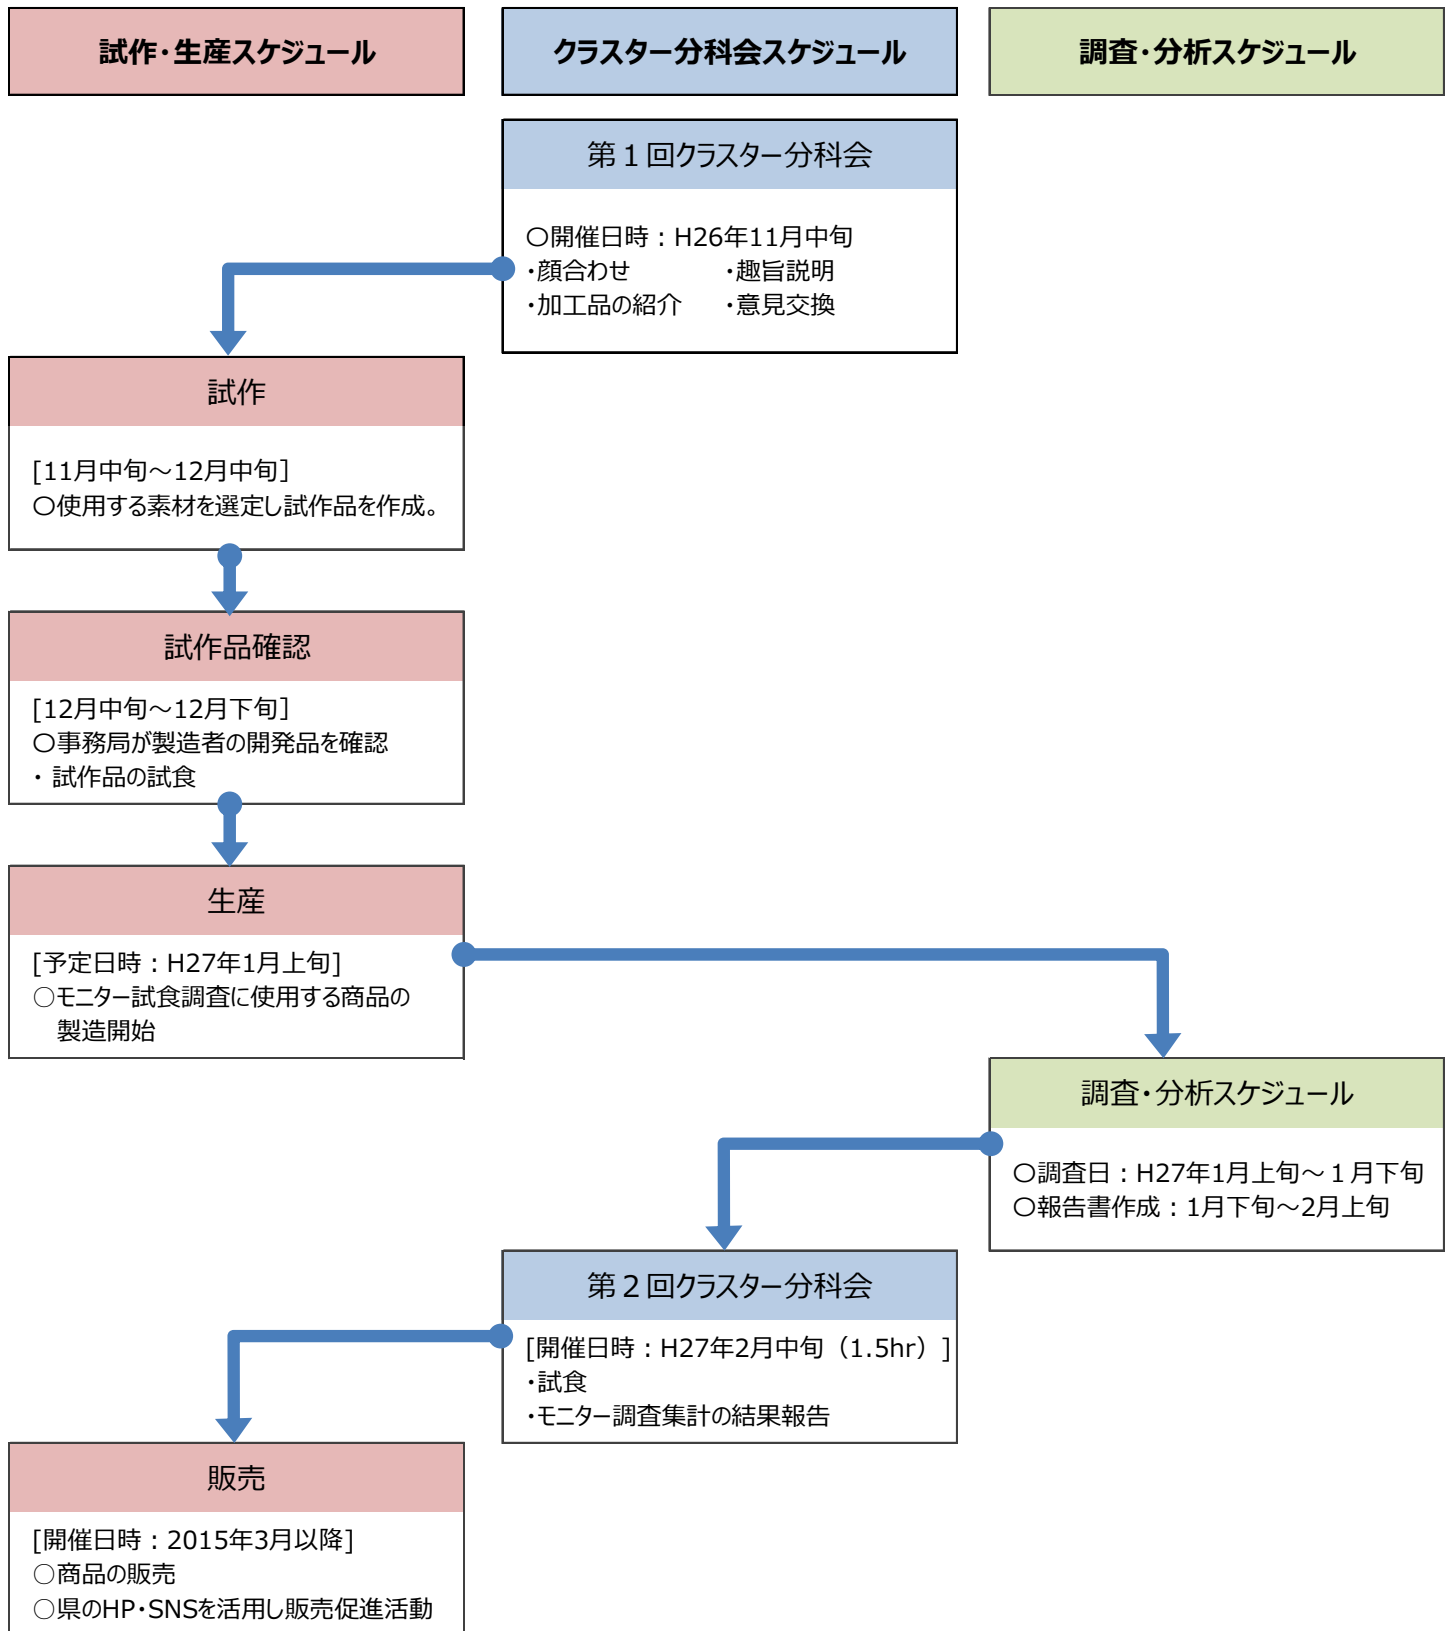 試作・生産スケジュール
クラスター分科会スケジュール
調査・分析スケジュール
第１回クラスター分科会
〇開催日時：H26年11月中旬
・顔合わせ ・趣旨説明
・加工品の紹介 ・意見交換
試作
[11月中旬～12月中旬]
〇使用する素材を選定し試作品を作成。
試作品確認
[12月中旬～12月下旬]
〇事務局が製造者の開発品を確認
・ 試作品の試食
生産
[予定日時：H27年1月上旬]
○モニター試食調査に使用する商品の
製造開始
調査・分析スケジュール
〇調査日：H27年1月上旬～１月下旬
〇報告書作成：1月下旬～2月上旬
第２回クラスター分科会
[開催日時：H27年2月中旬（1.5hr）]
・試食
・モニター調査集計の結果報告
販売
[開催日時：2015年3月以降]
○商品の販売
○県のHP・SNSを活用し販売促進活動